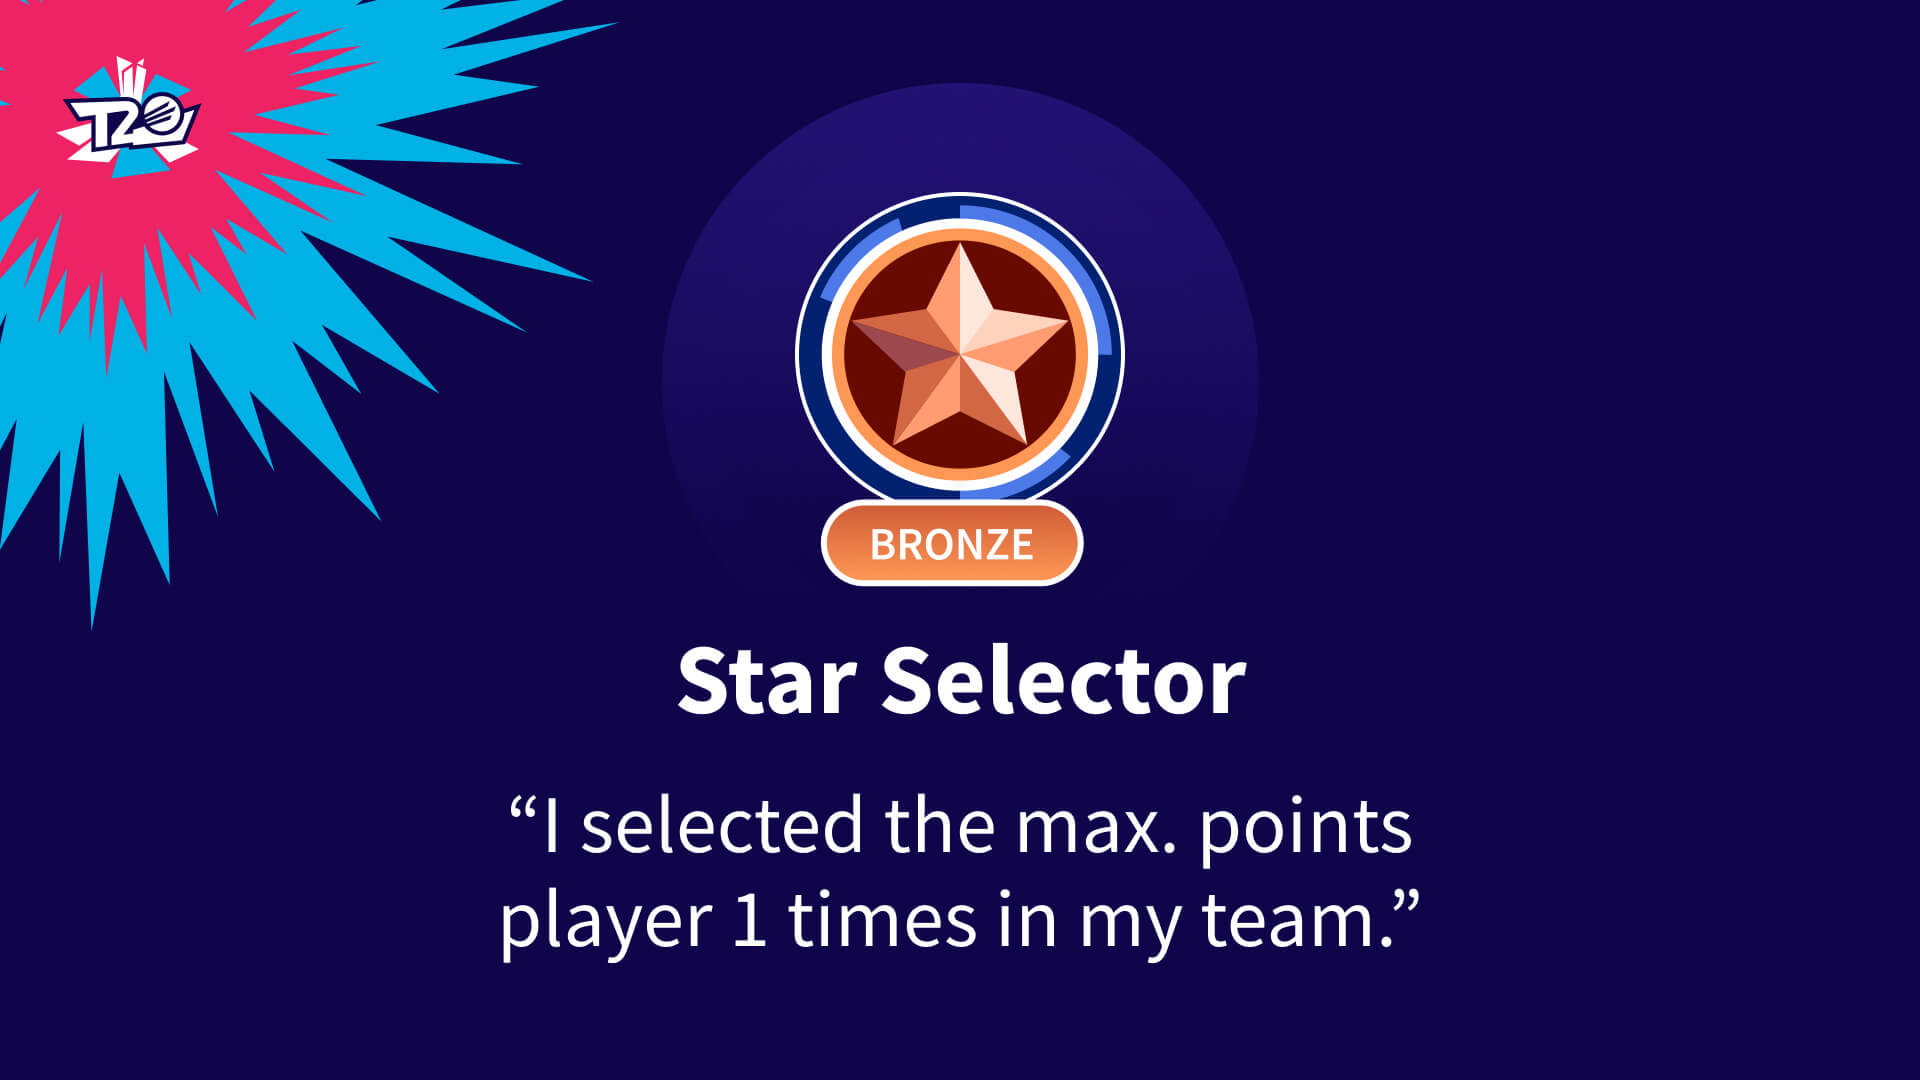 T20
BRONZE
Star Selector
“I selected the max. points
player 1 times in my team.”